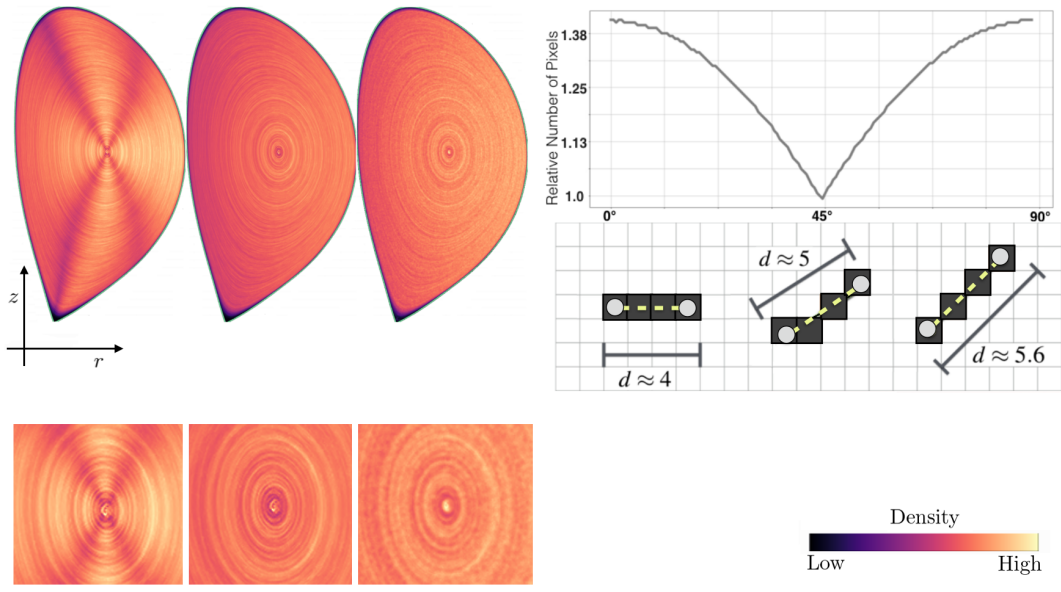 Relative Number of Pixels
1.38
1.25
1.13
1.0
0°
45°
90°
z
r
d ≈ 5
d ≈ 4
d ≈ 5.6
Density
Low
High